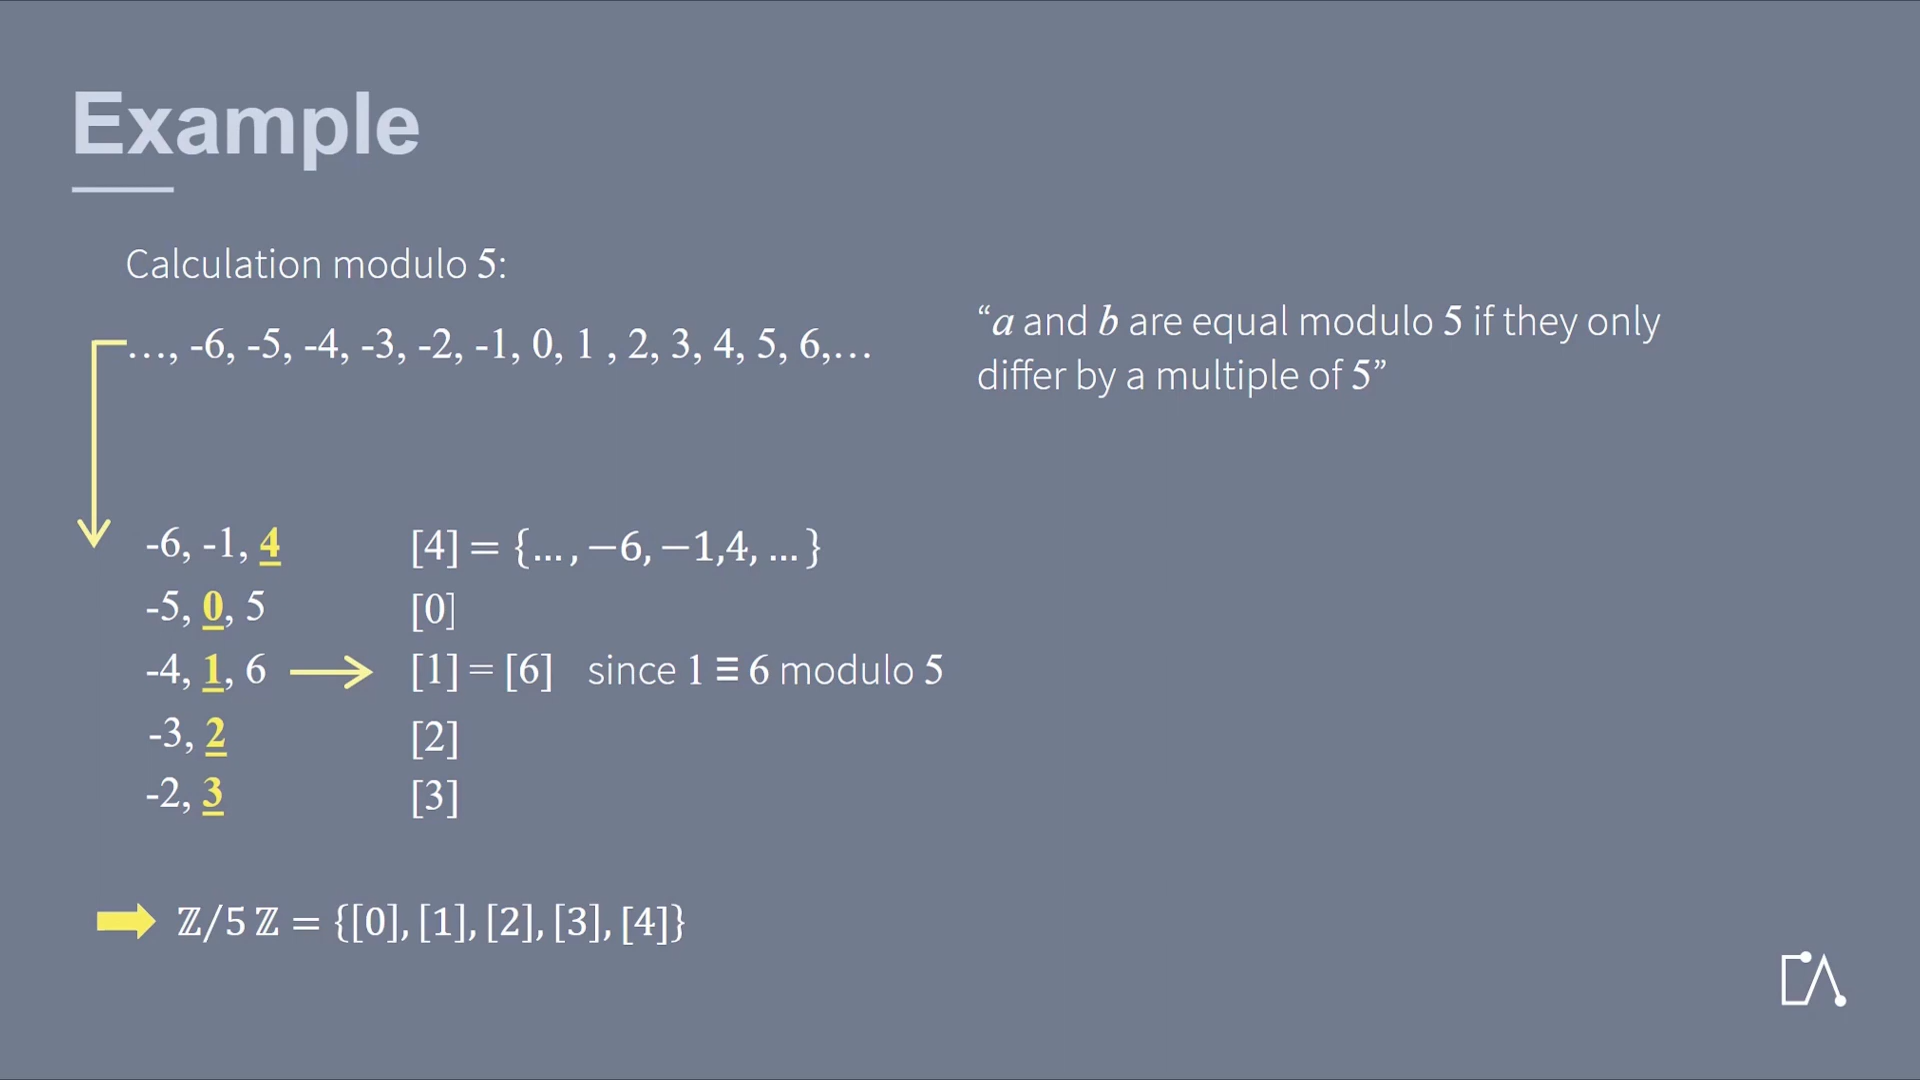 Example
Calculation modulo 5:
…, -6, -5, -4, -3, -2, -1, 0, 1 , 2, 3, 4, 5, 6,…
“a and b are equal modulo 5 if they only
differ by a multiple of 5”
-6, -1, 4 [4] = {… , −6, −1,4, … }
-5, 0, 5 [0]
-4, 1, 6 [1] = [6] since 1 ≡ 6 modulo 5
-3, 2 [2]
-2, 3 [3]
ℤ/5 ℤ = {[0], [1], [2], [3], [4]}